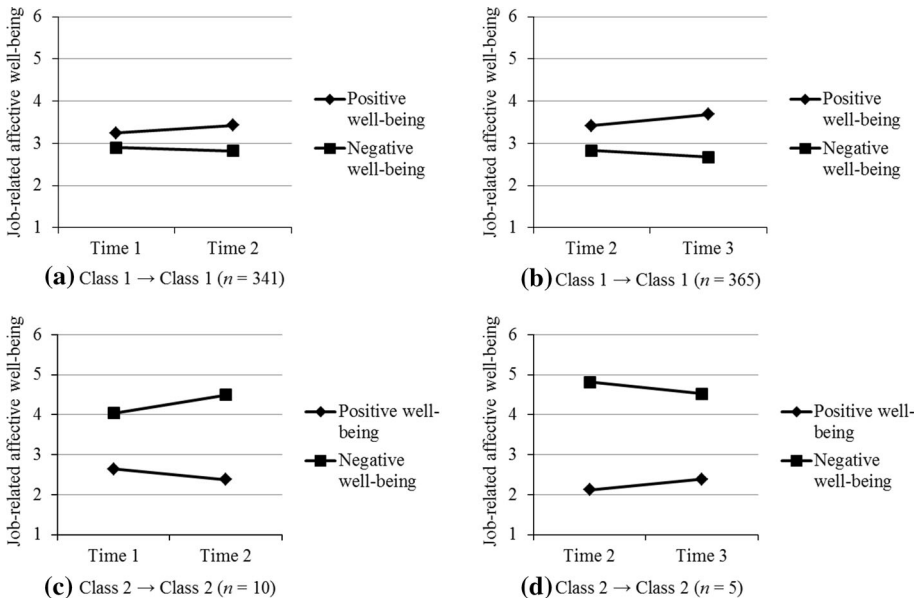 Job-related affective well-being
6
5
4
3
2
1
Time 1 Time 2
Positive
well-being
Negative
well-being
(a) Class 1 → Class 1 (n = 341)
Job-related affective well-being
6
5
4
3
2
1
Time 2 Time 3
Positive
well-being
Negative
well-being
(b) Class 1 → Class 1 (n = 365)
Job-related affective well-being
6
5
4
3
2
1
Time 1 Time 2
Positive well-
being
Negative
well-being
(c) Class 2 → Class 2 (n = 10)
Job-related affective well-being
6
5
4
3
2
1
Time 2 Time 3
Positive well-
being
Negative
well-being
(d) Class 2 → Class 2 (n = 5)